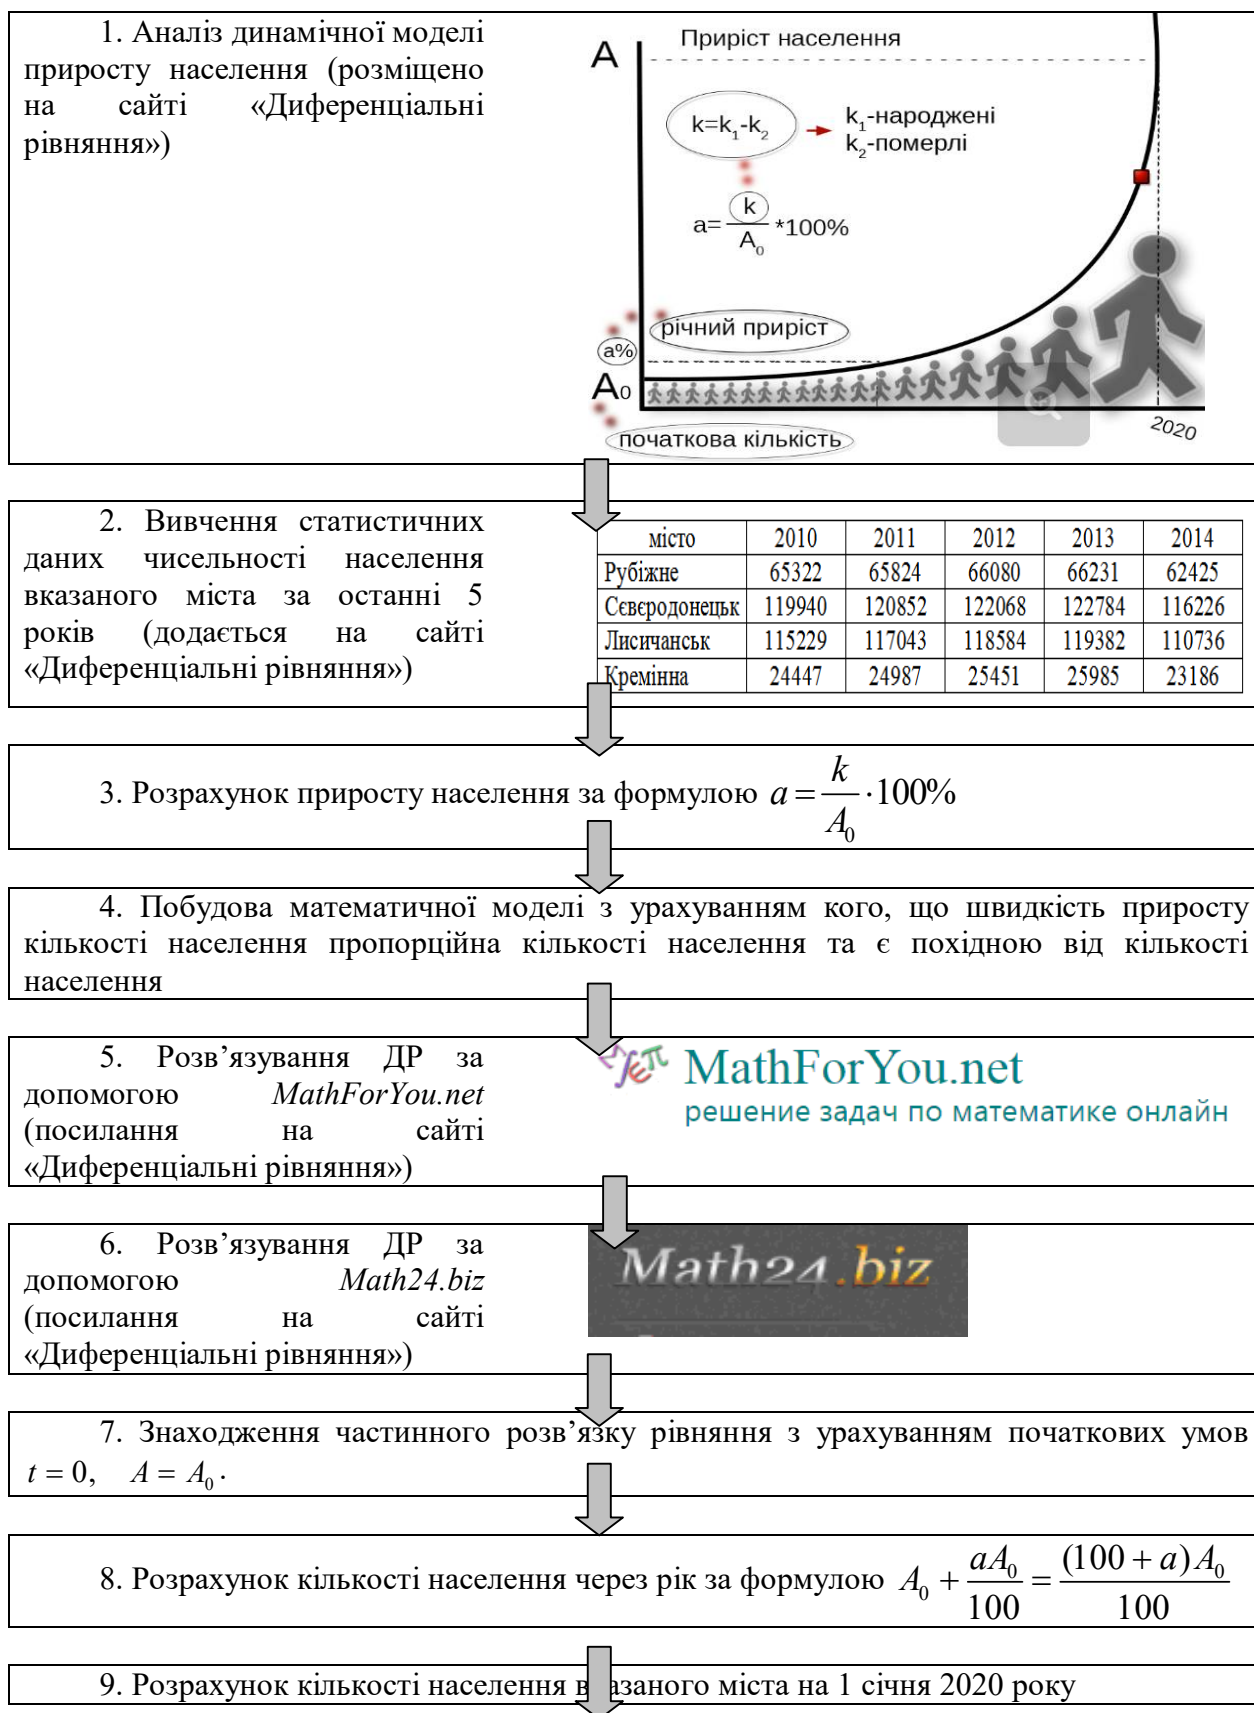 1. Аналіз динамічної моделі
приросту населення (розміщено
на сайті «Диференціальні
рівняння»)
A
Приріст населення
k=k₁-k₂
k₁-народжені
k₂-померлі
a= k/A₀ *100%
річний приріст
a%
A₀
початкова кількість
2020
2. Вивчення статистичних
даних чисельності населення
вказаного міста за останні 5
років (додається на сайті
«Диференціальні рівняння»)
місто 2010 2011 2012 2013 2014
Рубіжне 65322 65824 66080 66231 62425
Сєвєродонецьк 119940 120852 122068 122784 116226
Лисичанськ 115229 117043 118584 119382 110736
Кремінна 24447 24987 25451 25985 23186
3. Розрахунок приросту населення за формулою a = k/A₀ · 100%
4. Побудова математичної моделі з урахуванням кого, що швидкість приросту
кількості населення пропорційна кількості населення та є похідною від кількості
населення
5. Розв’язування ДР за
допомогою MathForYou.net
(посилання на сайті
«Диференціальні рівняння»)
MathForYou.net
решение задач по математике онлайн
6. Розв’язування ДР за
допомогою Math24.biz
(посилання на сайті
«Диференціальні рівняння»)
Math24.biz
7. Знаходження частинного розв’язку рівняння з урахуванням початкових умов
t = 0, A = A₀.
8. Розрахунок кількості населення через рік за формулою A₀ + aA₀/100 = (100 + a)A₀/100
9. Розрахунок кількості населення вказаного міста на 1 січня 2020 року